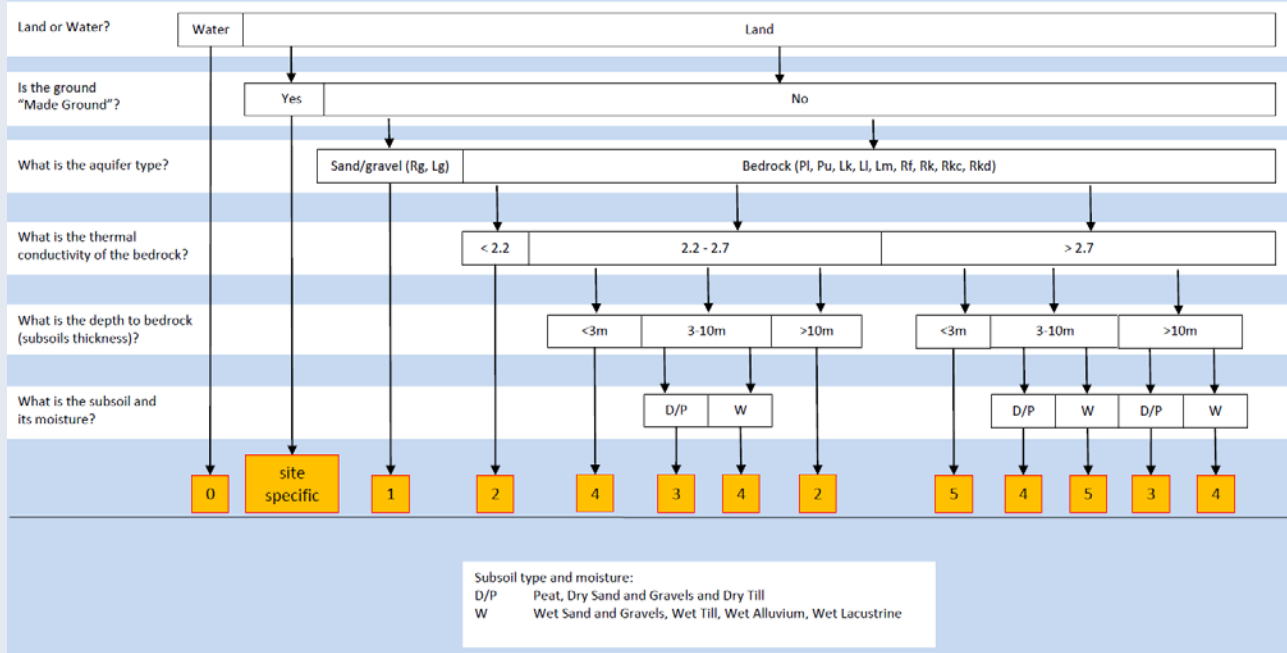 Land or Water?
Water
Land
Is the ground
“Made Ground”?
Yes
No
What is the aquifer type?
Sand/gravel (Rg, Lg)
Bedrock (Pl, Pu, Lk, Ll, Lm, Rf, Rk, Rkc, Rkd)
What is the thermal
conductivity of the bedrock?
< 2.2
2.2 - 2.7
> 2.7
What is the depth to bedrock
(subsoils thickness)?
<3m
3-10m
>10m
<3m
3-10m
>10m
What is the subsoil and
its moisture?
D/P
W
D/P
W
D/P
W
0
site
specific
1
2
4
3
4
2
5
4
5
3
4
Subsoil type and moisture:
D/P Peat, Dry Sand and Gravels and Dry Till
W Wet Sand and Gravels, Wet Till, Wet Alluvium, Wet Lacustrine